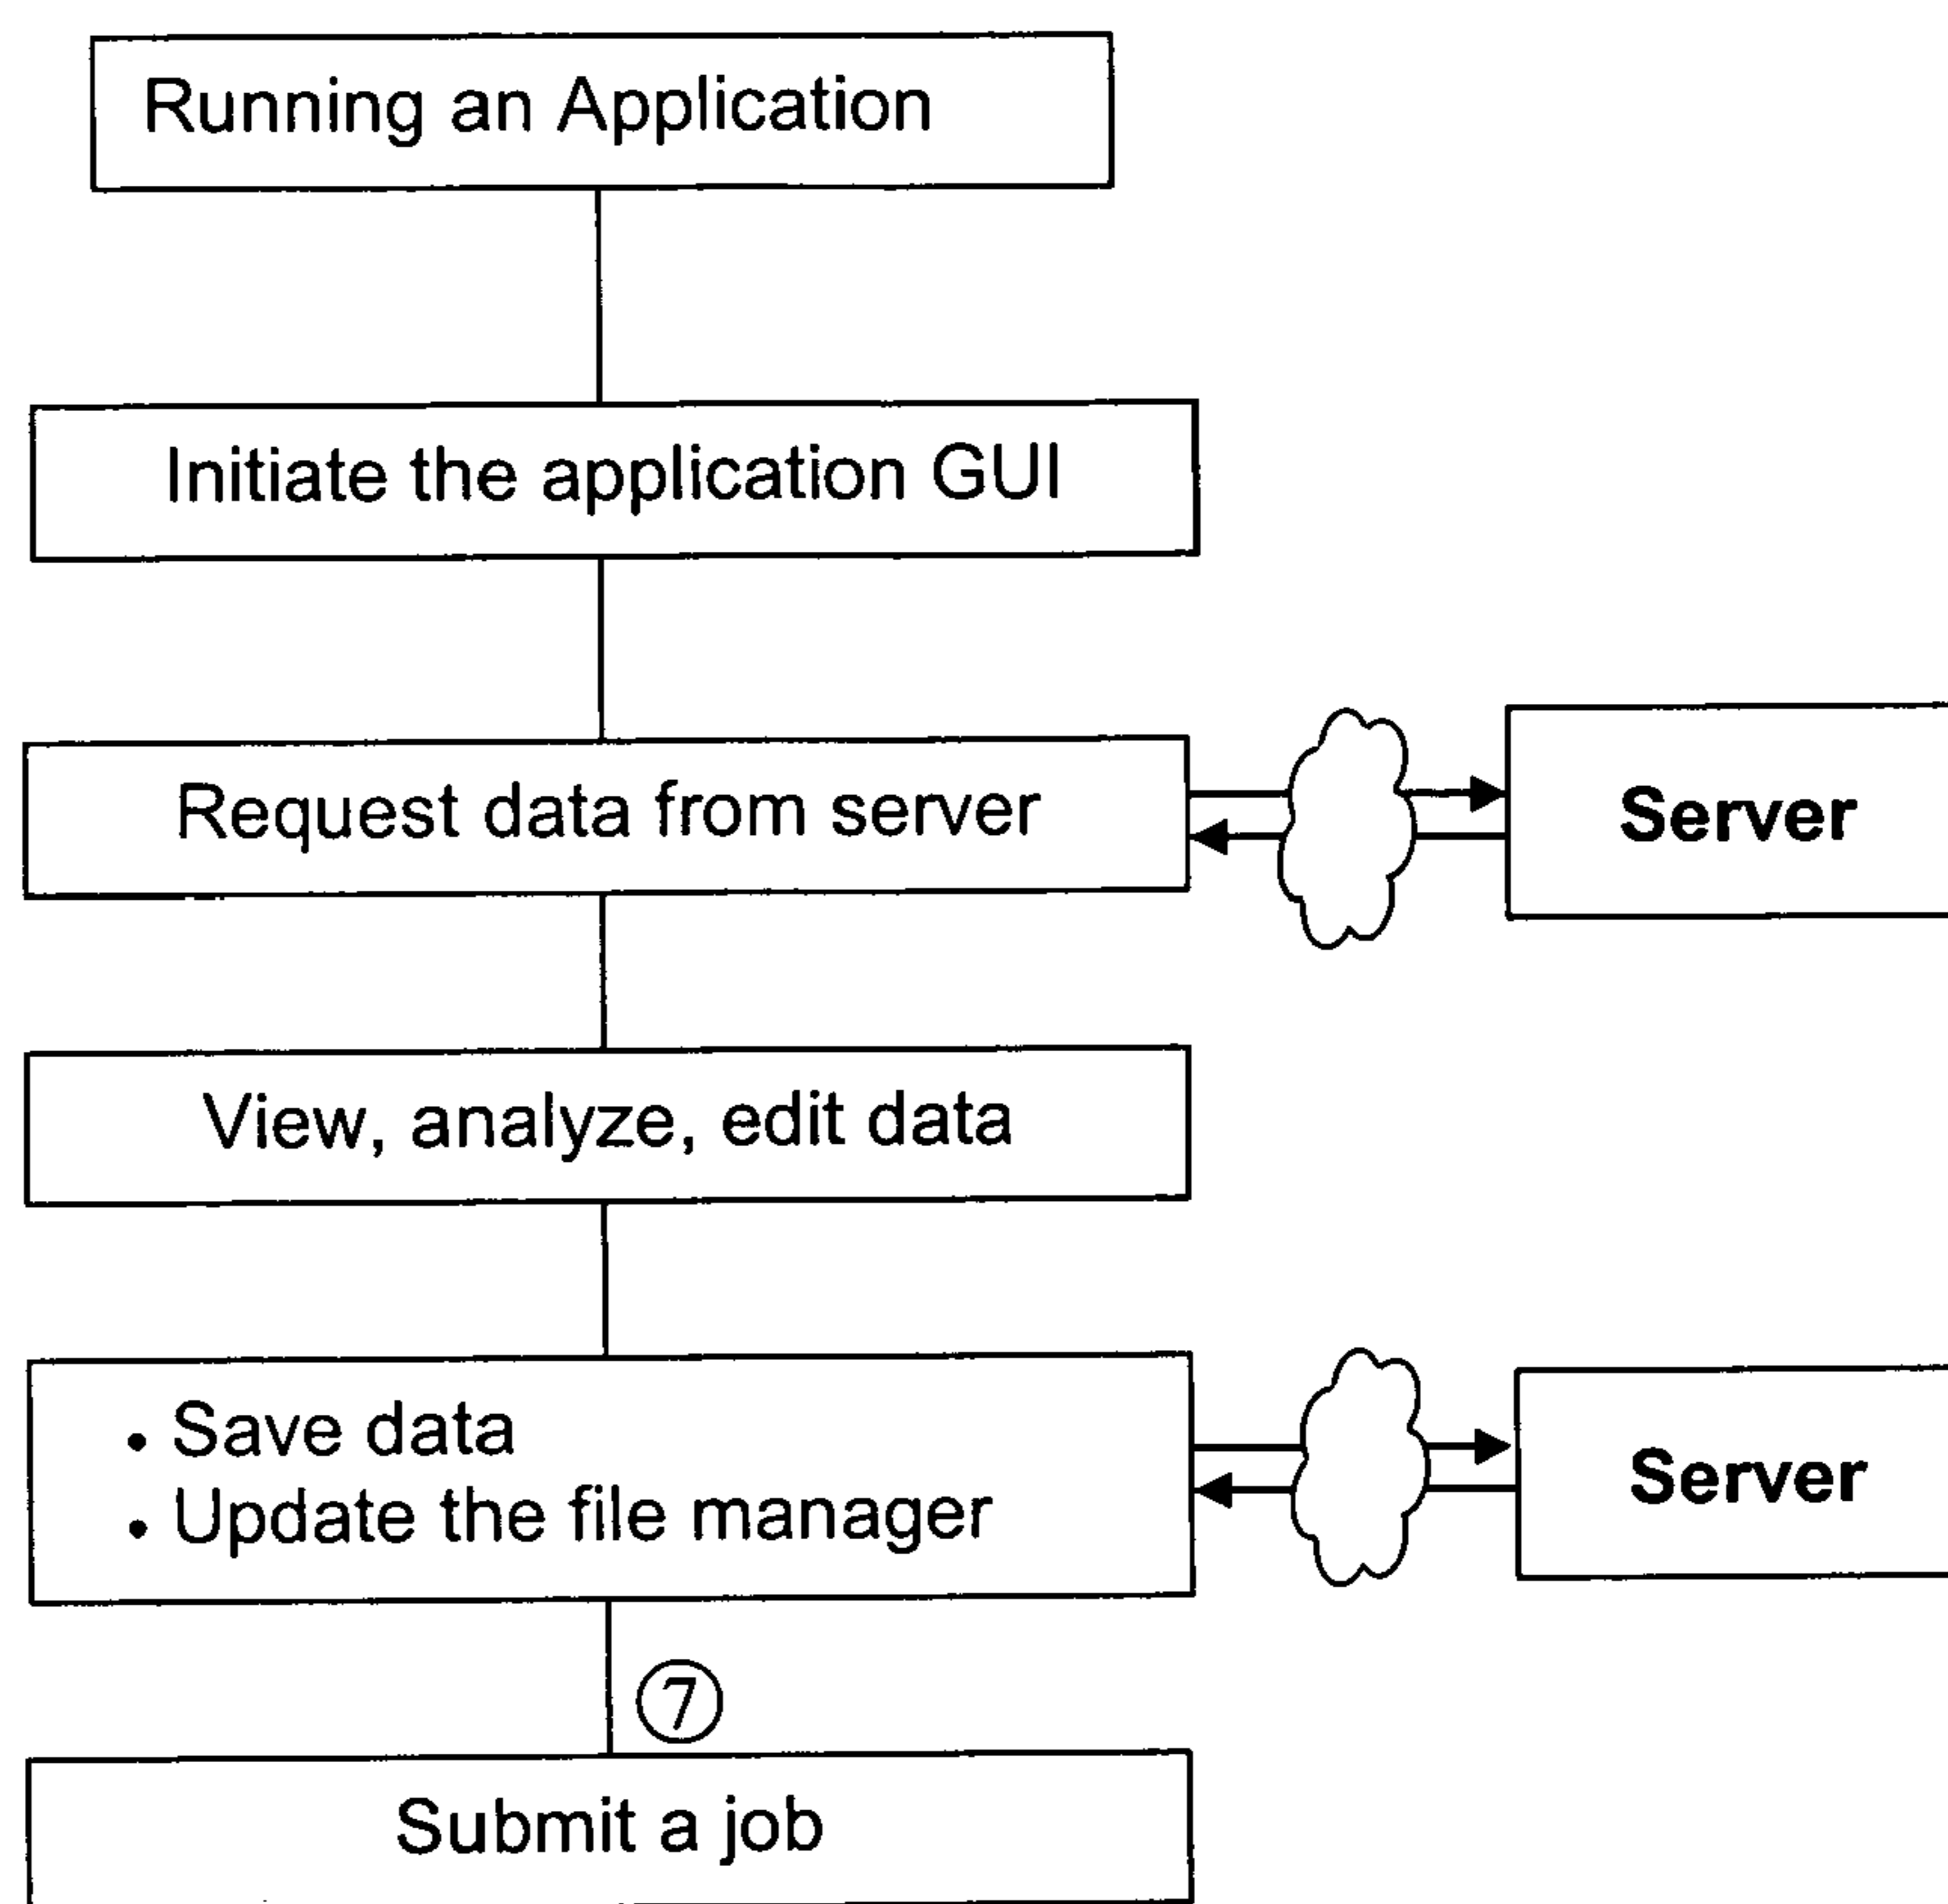 Running an Application
Initiate the application GUI
Request data from server
Server
View, analyze, edit data
• Save data
• Update the file manager
Server
⑦
Submit a job